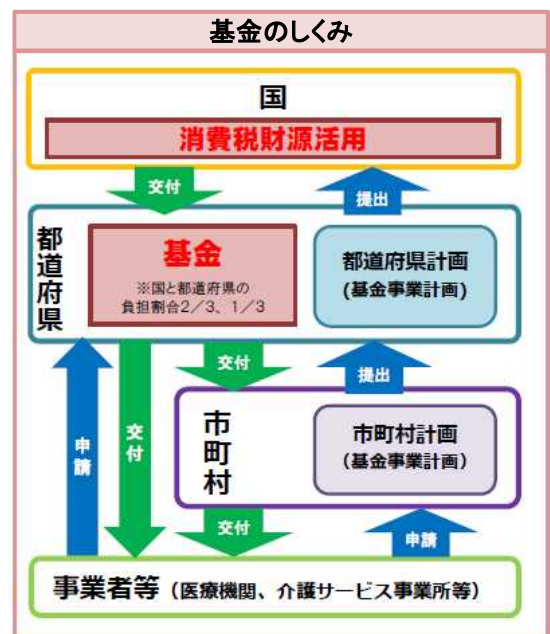 基金のしくみ
国
消費税財源活用
交付
提出
都道府県
基金
※国と都道府県の
負担割合2／3、1／3
都道府県計画
(基金事業計画)
交付
提出
申請
交付
市町村
市町村計画
(基金事業計画)
交付
申請
事業者等（医療機関、介護サービス事業所等）